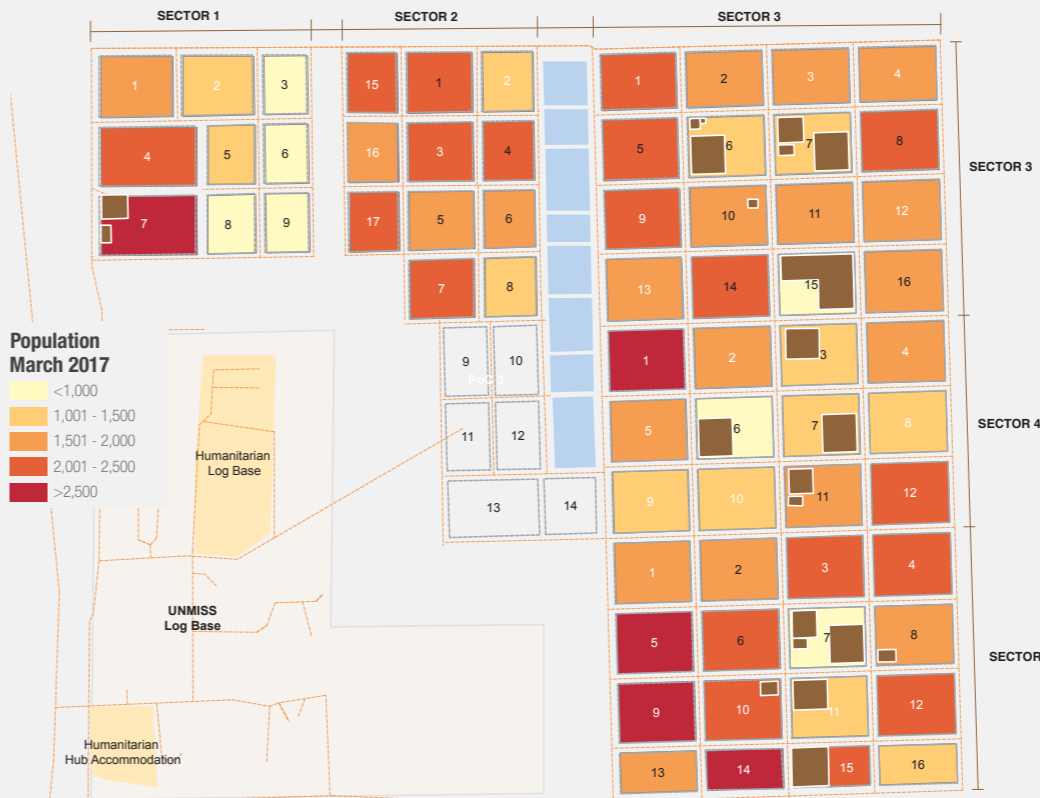 SECTOR 1
SECTOR 2
SECTOR 3
1 2 3
15 1 2
1 2 3 4
4 5 6
16 3 4
5 6 7 8
7 8 9
17 5 6
9 10 11 12
7 8
13 14 15 16
SECTOR 3
Population
March 2017
<1,000
1,001 - 1,500
1,501 - 2,000
2,001 - 2,500
>2,500
9 10
PoC 3
11 12
13 14
1 2 3 4
5 6 7 8
9 10 11 12
SECTOR 4
Humanitarian
Log Base
UNMISS
Log Base
Humanitarian
Hub Accommodation
1 2 3 4
5 6 7 8
9 10 11 12
13 14 15 16
SECTOR